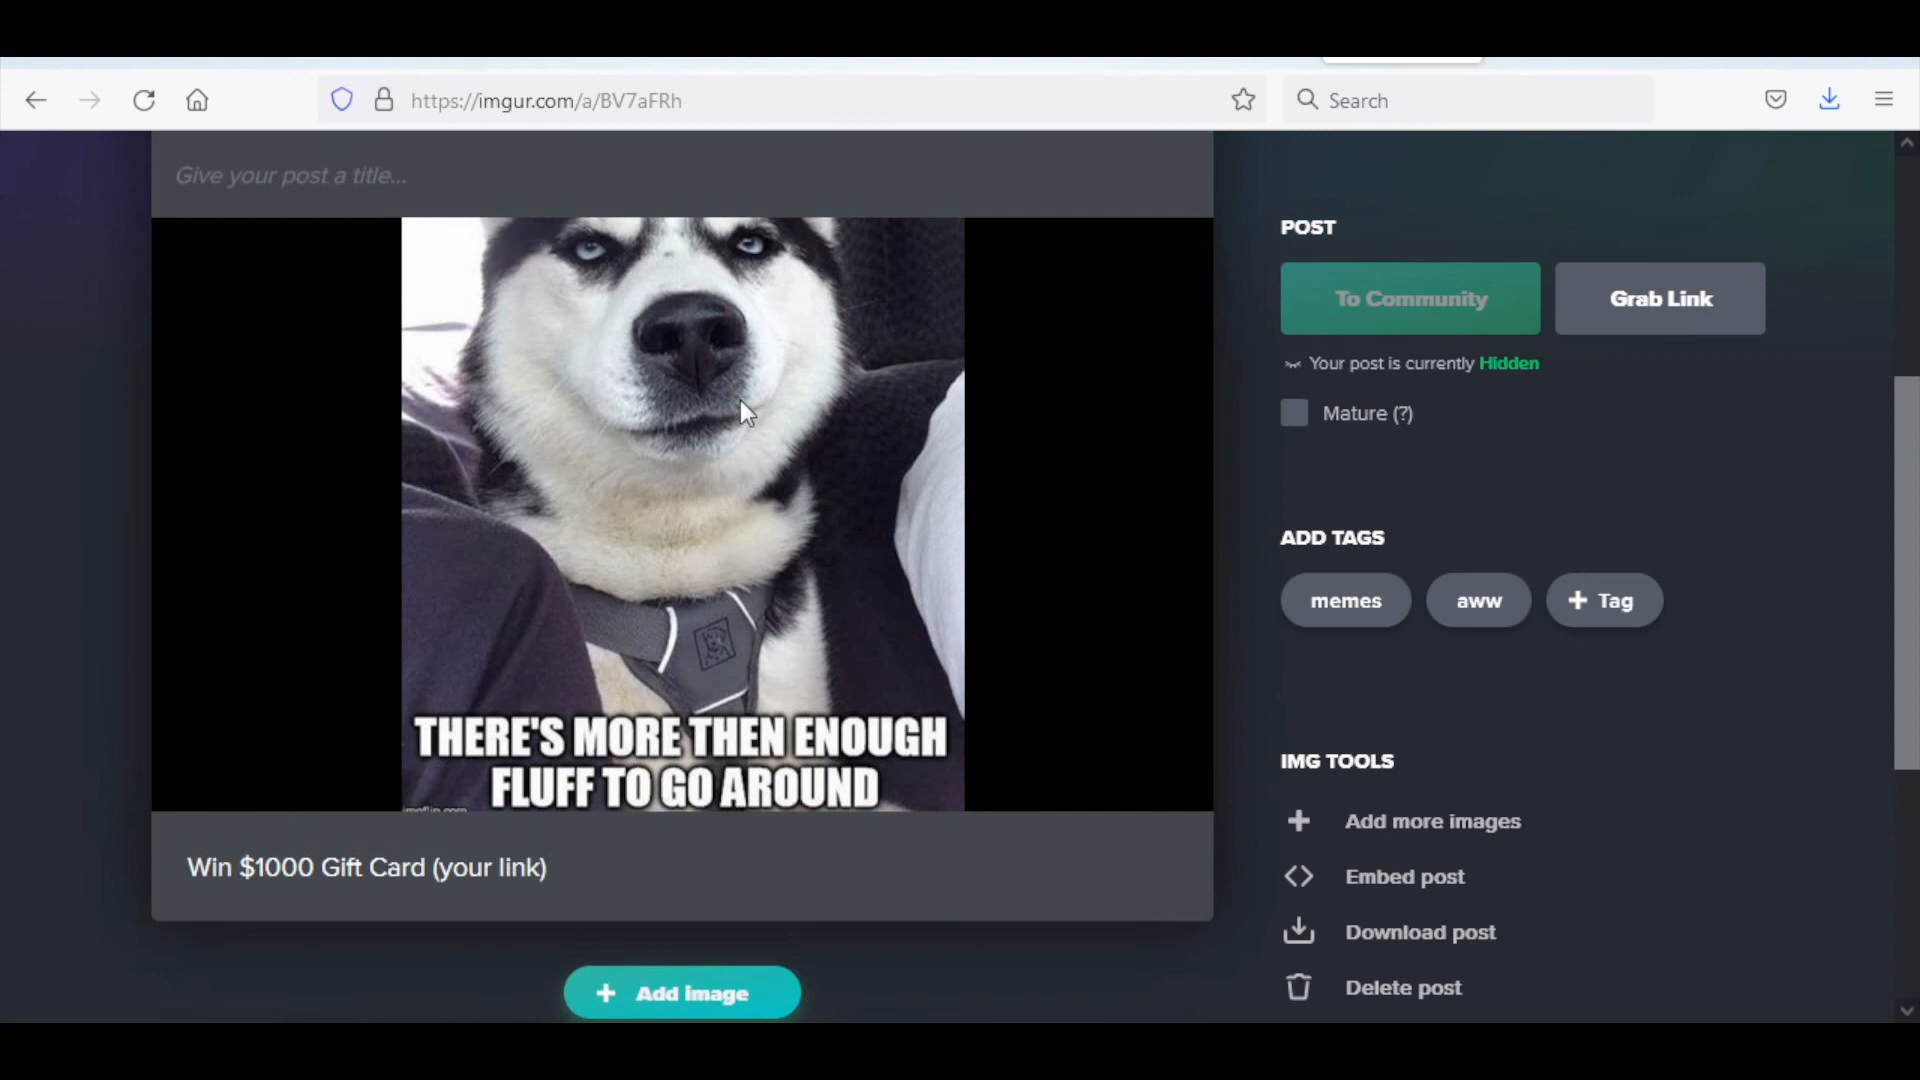 https://imgur.com/a/BV7aFRh
Search
Give your post a title...
POST
To Community
Grab Link
Your post is currently Hidden
Mature (?)
ADD TAGS
memes
aww
+ Tag
THERE'S MORE THEN ENOUGH
FLUFF TO GO AROUND
IMG TOOLS
Add more images
Embed post
Download post
Delete post
Win $1000 Gift Card (your link)
+ Add image